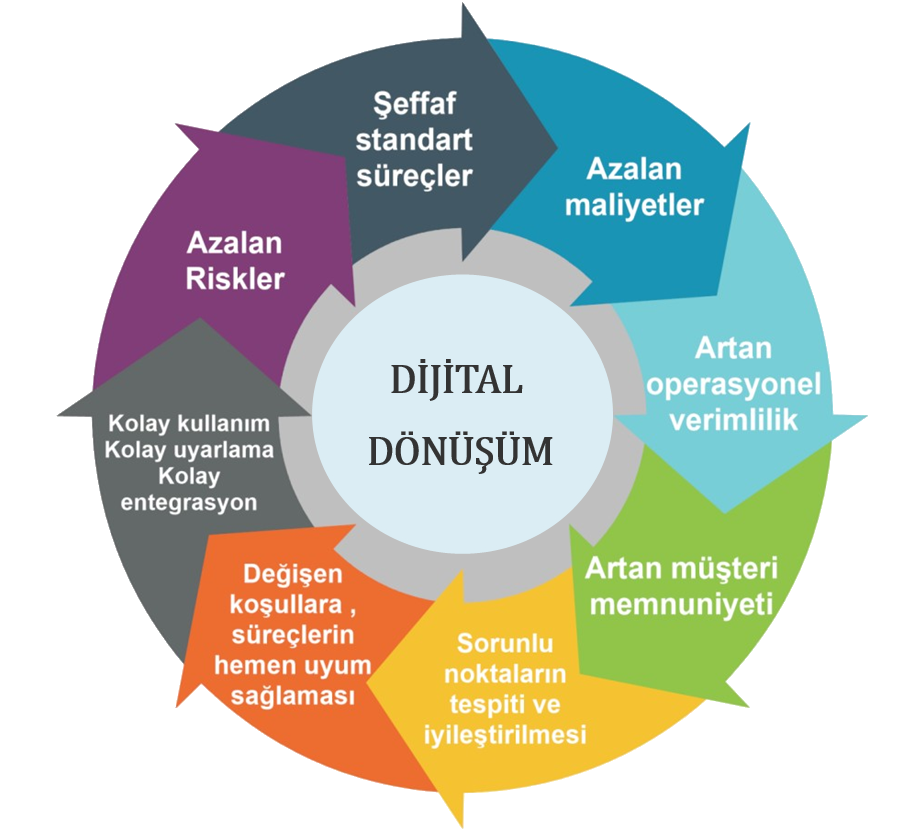 Şeffaf
standart
süreçler
Azalan
maliyetler
Artan
operasyonel
verimlilik
Artan müşteri
memnuniyeti
Sorunlu
noktaların
tespiti ve
iyileştirilmesi
Değişen
koşullara ,
süreçlerin
hemen uyum
sağlaması
Kolay kullanım
Kolay uyarlama
Kolay
entegrasyon
Azalan
Riskler
DİJİTAL
DÖNÜŞÜM